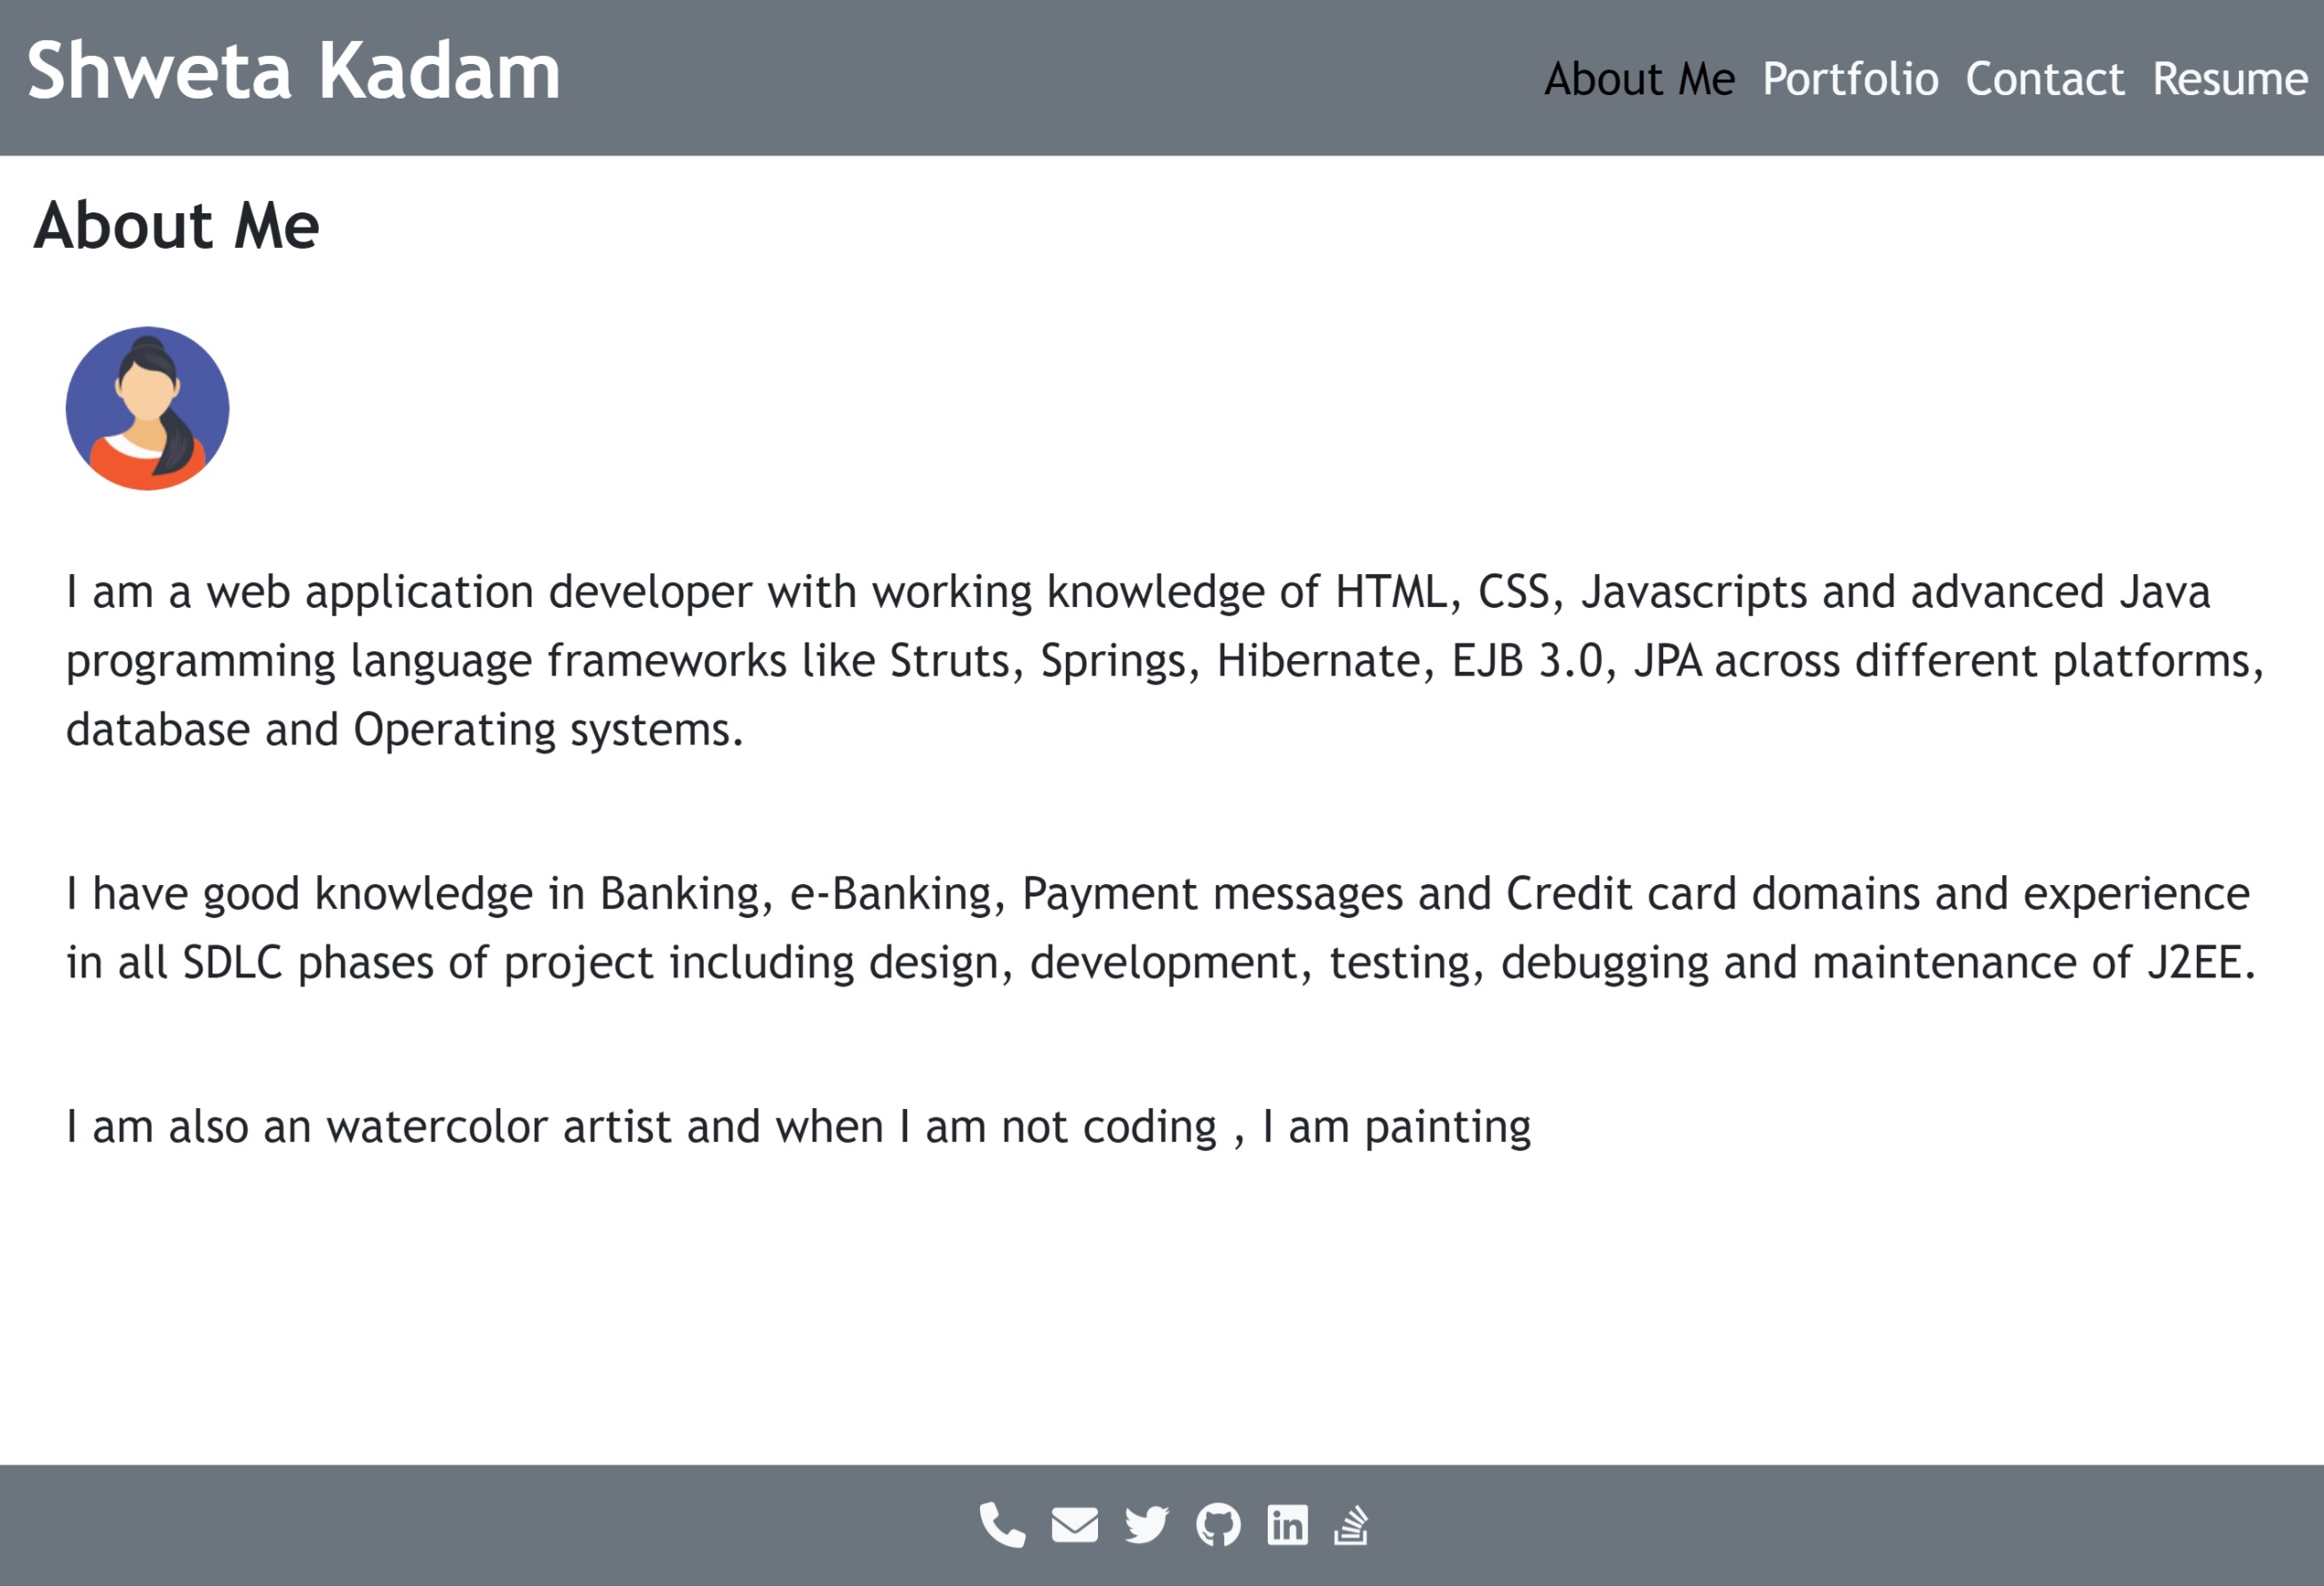 Shweta Kadam
About Me Portfolio Contact Resume
About Me
I am a web application developer with working knowledge of HTML, CSS, Javascripts and advanced Java
programming language frameworks like Struts, Springs, Hibernate, EJB 3.0, JPA across different platforms,
database and Operating systems.
I have good knowledge in Banking, e-Banking, Payment messages and Credit card domains and experience
in all SDLC phases of project including design, development, testing, debugging and maintenance of J2EE.
I am also an watercolor artist and when I am not coding , I am painting
in